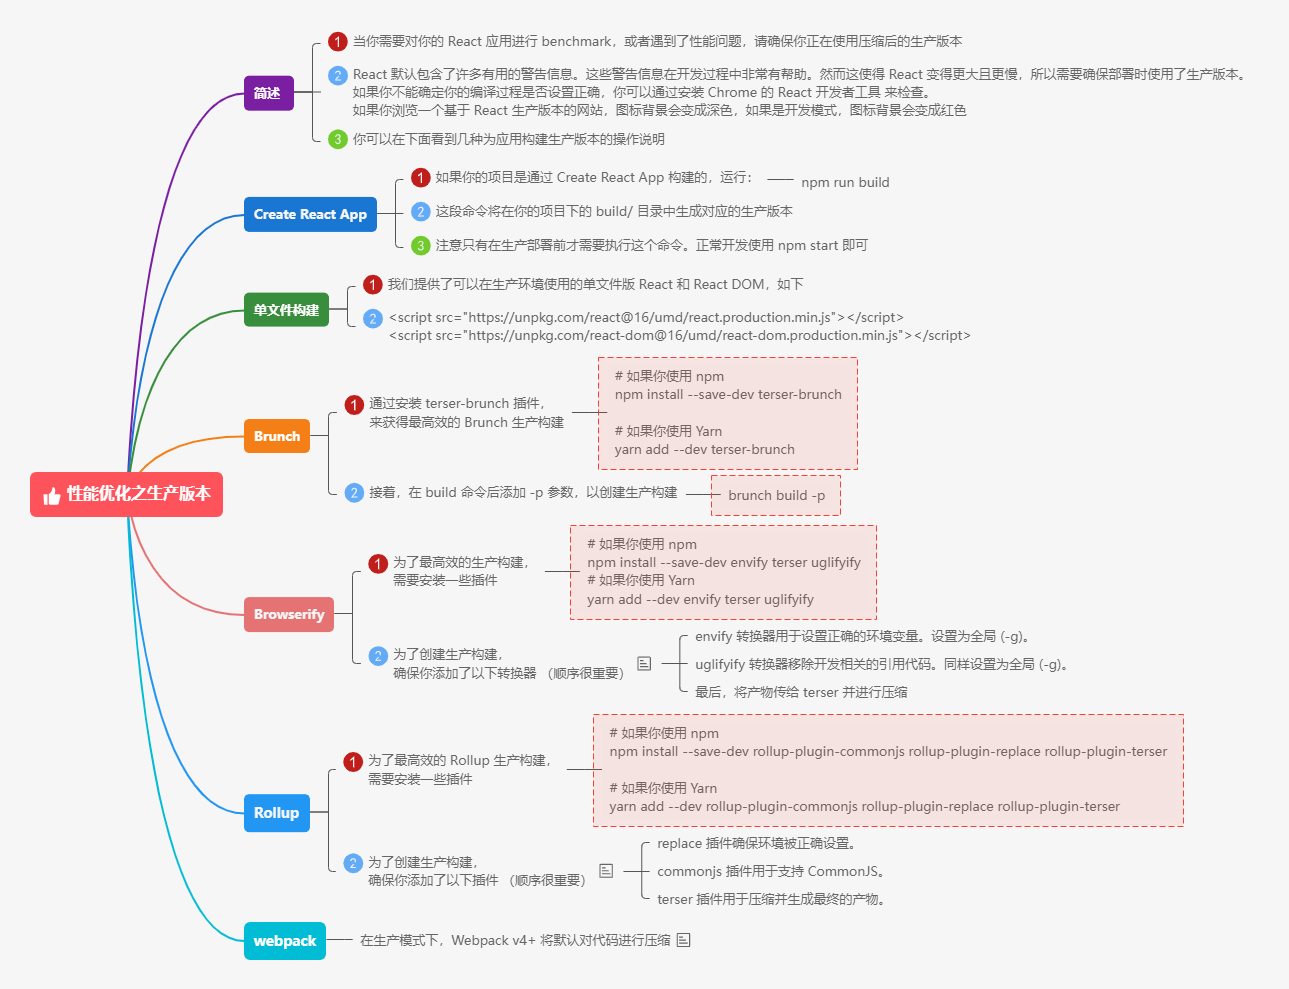 性能优化之生产版本
简述
1 当你需要对你的 React 应用进行 benchmark，或者遇到了性能问题，请确保你正在使用压缩后的生产版本
2 React 默认包含了许多有用的警告信息。这些警告信息在开发过程中非常有帮助。然而这使得 React 变得更大且更慢，所以需要确保部署时使用了生产版本。
如果你不能确定你的编译过程是否设置正确，你可以通过安装 Chrome 的 React 开发者工具 来检查。
如果你浏览一个基于 React 生产版本的网站，图标背景会变成深色，如果是开发模式，图标背景会变成红色
3 你可以在下面看到几种为应用构建生产版本的操作说明
Create React App
1 如果你的项目是通过 Create React App 构建的，运行：
npm run build
2 这段命令将在你的项目下的 build/ 目录中生成对应的生产版本
3 注意只有在生产部署前才需要执行这个命令。正常开发使用 npm start 即可
单文件构建
1 我们提供了可以在生产环境使用的单文件版 React 和 React DOM，如下
2 <script src="https://unpkg.com/react@16/umd/react.production.min.js"></script>
<script src="https://unpkg.com/react-dom@16/umd/react-dom.production.min.js"></script>
Brunch
1 通过安装 terser-brunch 插件，
来获得最高效的 Brunch 生产构建
# 如果你使用 npm
npm install --save-dev terser-brunch
# 如果你使用 Yarn
yarn add --dev terser-brunch
2 接着，在 build 命令后添加 -p 参数，以创建生产构建
brunch build -p
Browserify
1 为了最高效的生产构建，
需要安装一些插件
# 如果你使用 npm
npm install --save-dev envify terser uglifyify
# 如果你使用 Yarn
yarn add --dev envify terser uglifyify
2 为了创建生产构建，
确保你添加了以下转换器 （顺序很重要）
envify 转换器用于设置正确的环境变量。设置为全局 (-g)。
uglifyify 转换器移除开发相关的引用代码。同样设置为全局 (-g)。
最后，将产物传给 terser 并进行压缩
Rollup
1 为了最高效的 Rollup 生产构建，
需要安装一些插件
# 如果你使用 npm
npm install --save-dev rollup-plugin-commonjs rollup-plugin-replace rollup-plugin-terser
# 如果你使用 Yarn
yarn add --dev rollup-plugin-commonjs rollup-plugin-replace rollup-plugin-terser
2 为了创建生产构建，
确保你添加了以下插件 （顺序很重要）
replace 插件确保环境被正确设置。
commonjs 插件用于支持 CommonJS。
terser 插件用于压缩并生成最终的产物。
webpack
在生产模式下，Webpack v4+ 将默认对代码进行压缩